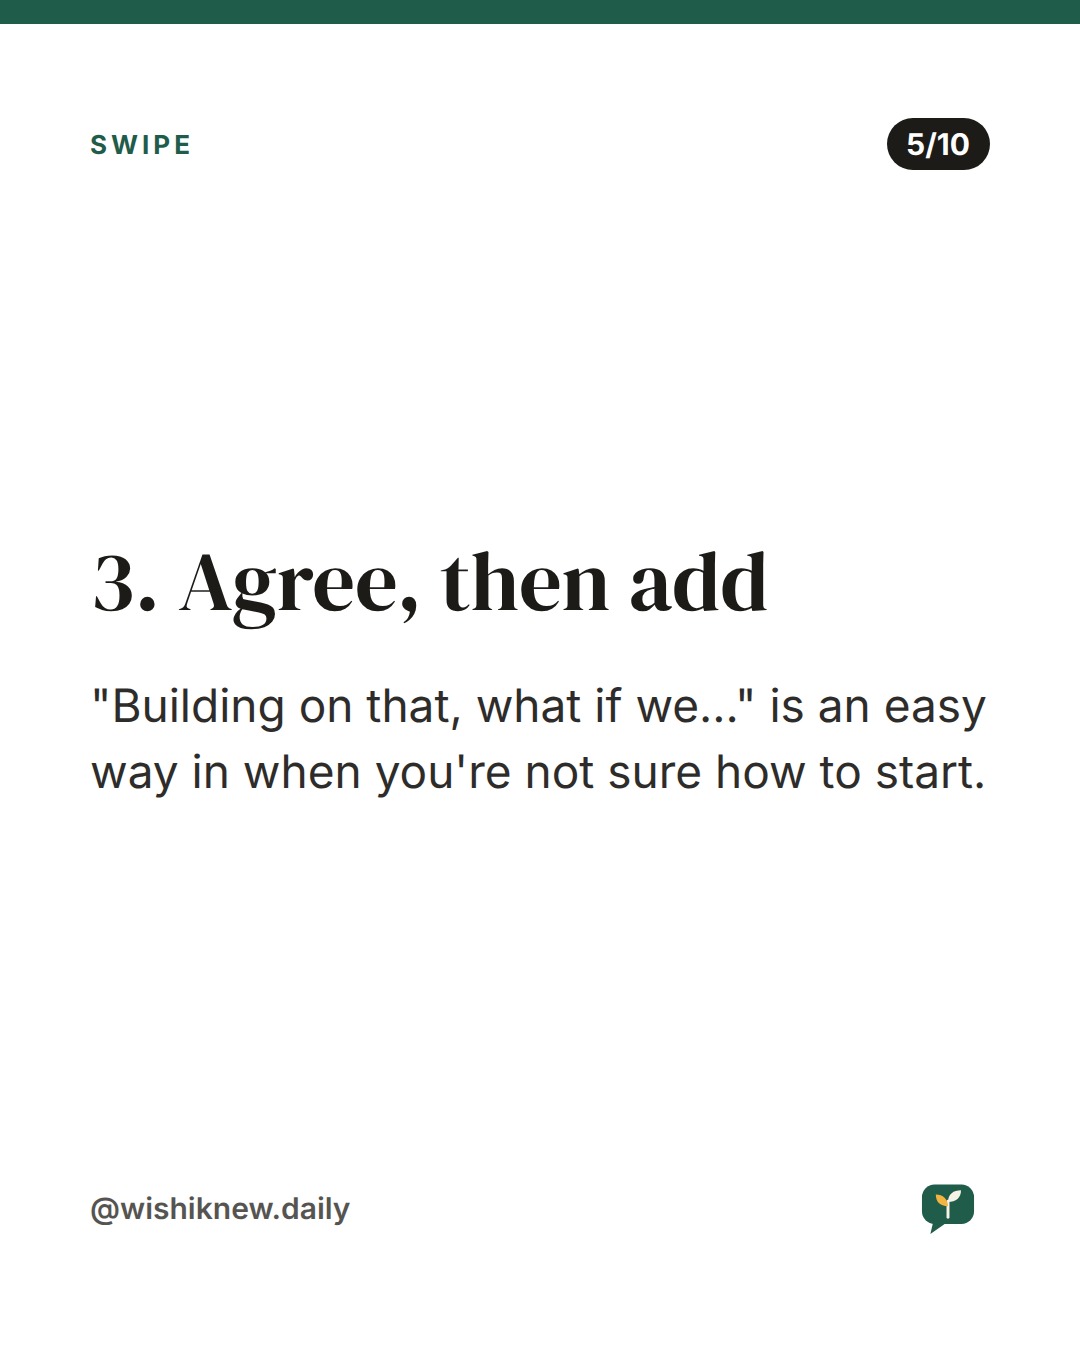 SWIPE
5/10
3. Agree, then add
"Building on that, what if we..." is an easy
way in when you're not sure how to start.
@wishiknew.daily